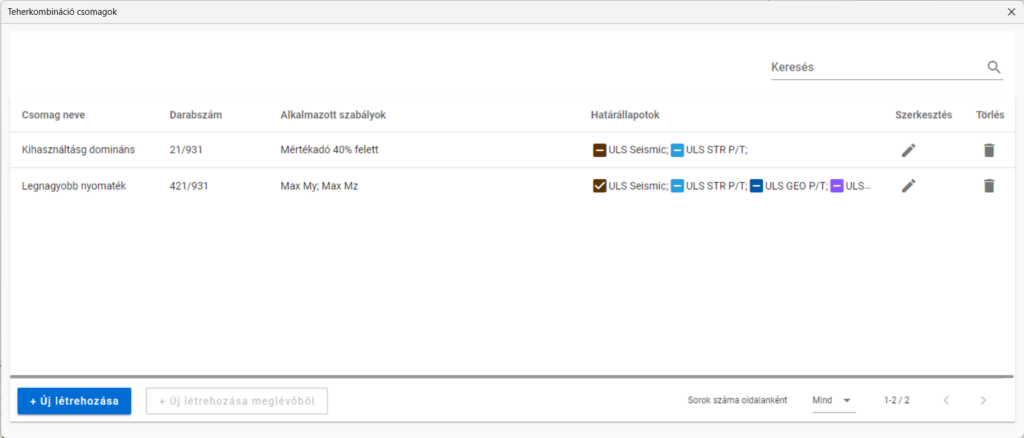 Teherkombináció csomagok
Keresés
Csomag neve Darabszám Alkalmazott szabályok Határállapotok Szerkesztés Törlés
Kihasználtásg domináns 21/931 Mértékadó 40% felett ULS Seismic; ULS STR P/T;
Legnagyobb nyomaték 421/931 Max My; Max Mz ULS Seismic; ULS STR P/T; ULS GEO P/T; ULS...
+ Új létrehozása + Új létrehozása meglévőből Sorok száma oldalanként Mind 1-2 / 2